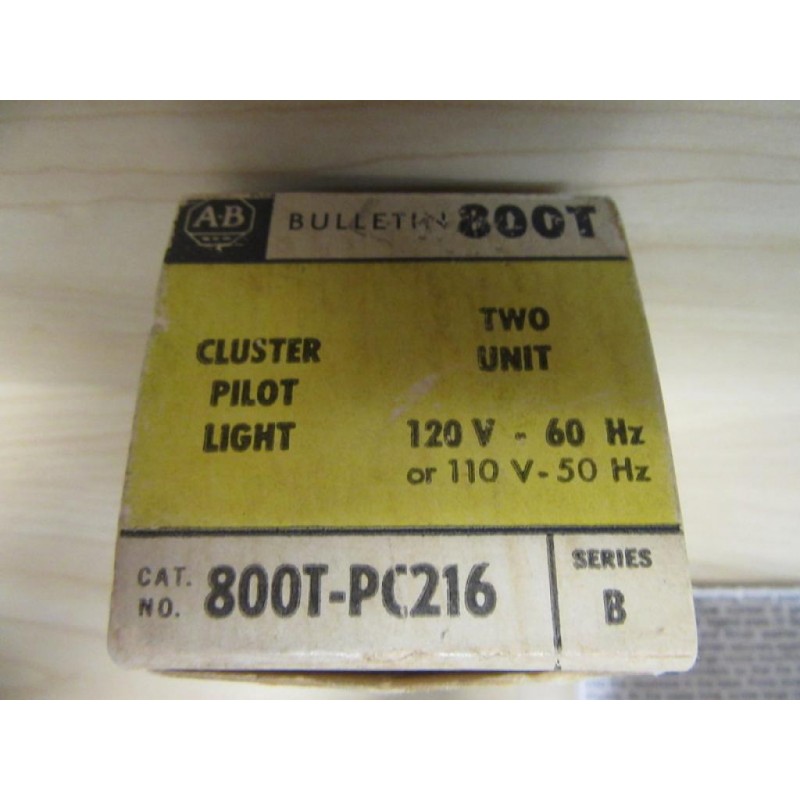 A-B
BULLETIN 800T
CLUSTER
PILOT
LIGHT
TWO
UNIT
120 V - 60 Hz
or 110 V - 50 Hz
CAT.
NO. 800T-PC216
SERIES
B